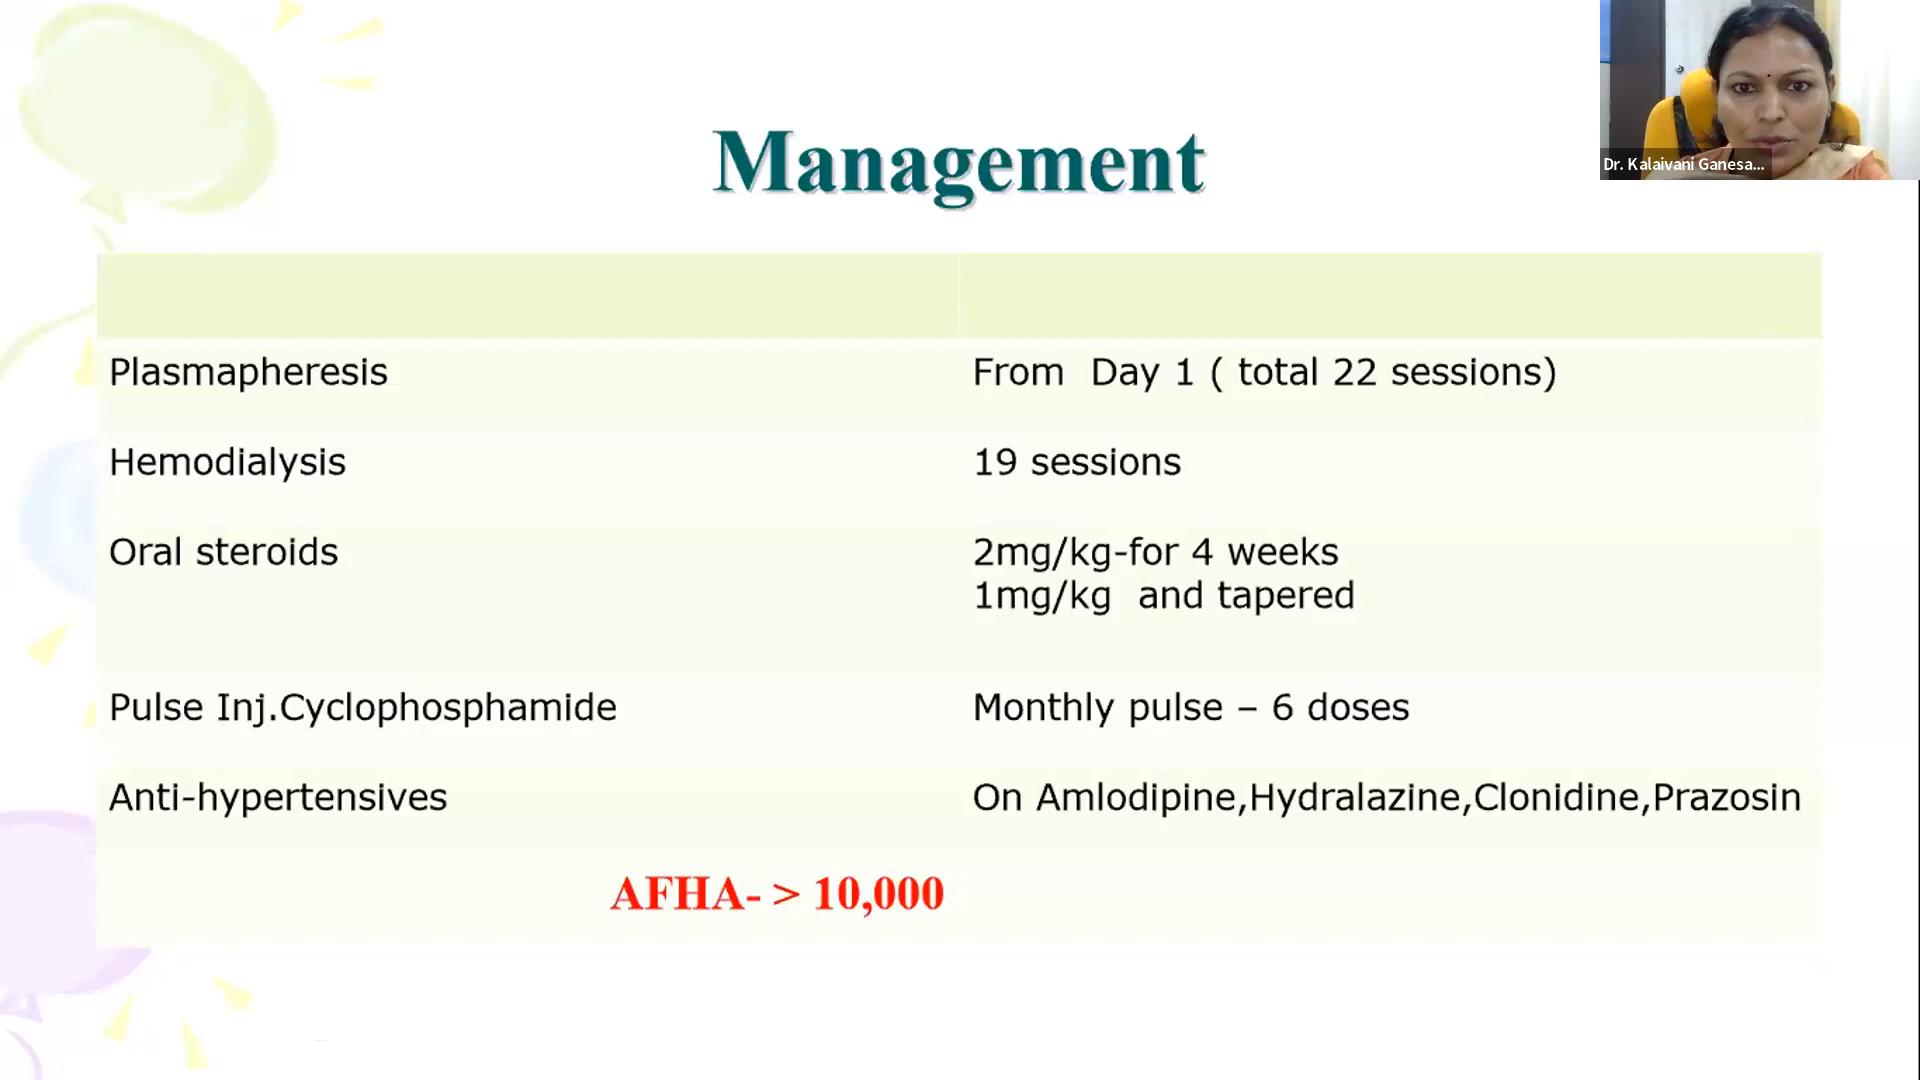 Management
Dr. Kalaivani Ganesa...
Plasmapheresis
From  Day 1 ( total 22 sessions)
Hemodialysis
19 sessions
Oral steroids
2mg/kg-for 4 weeks
1mg/kg  and tapered
Pulse Inj.Cyclophosphamide
Monthly pulse – 6 doses
Anti-hypertensives
On Amlodipine,Hydralazine,Clonidine,Prazosin
AFHA- > 10,000